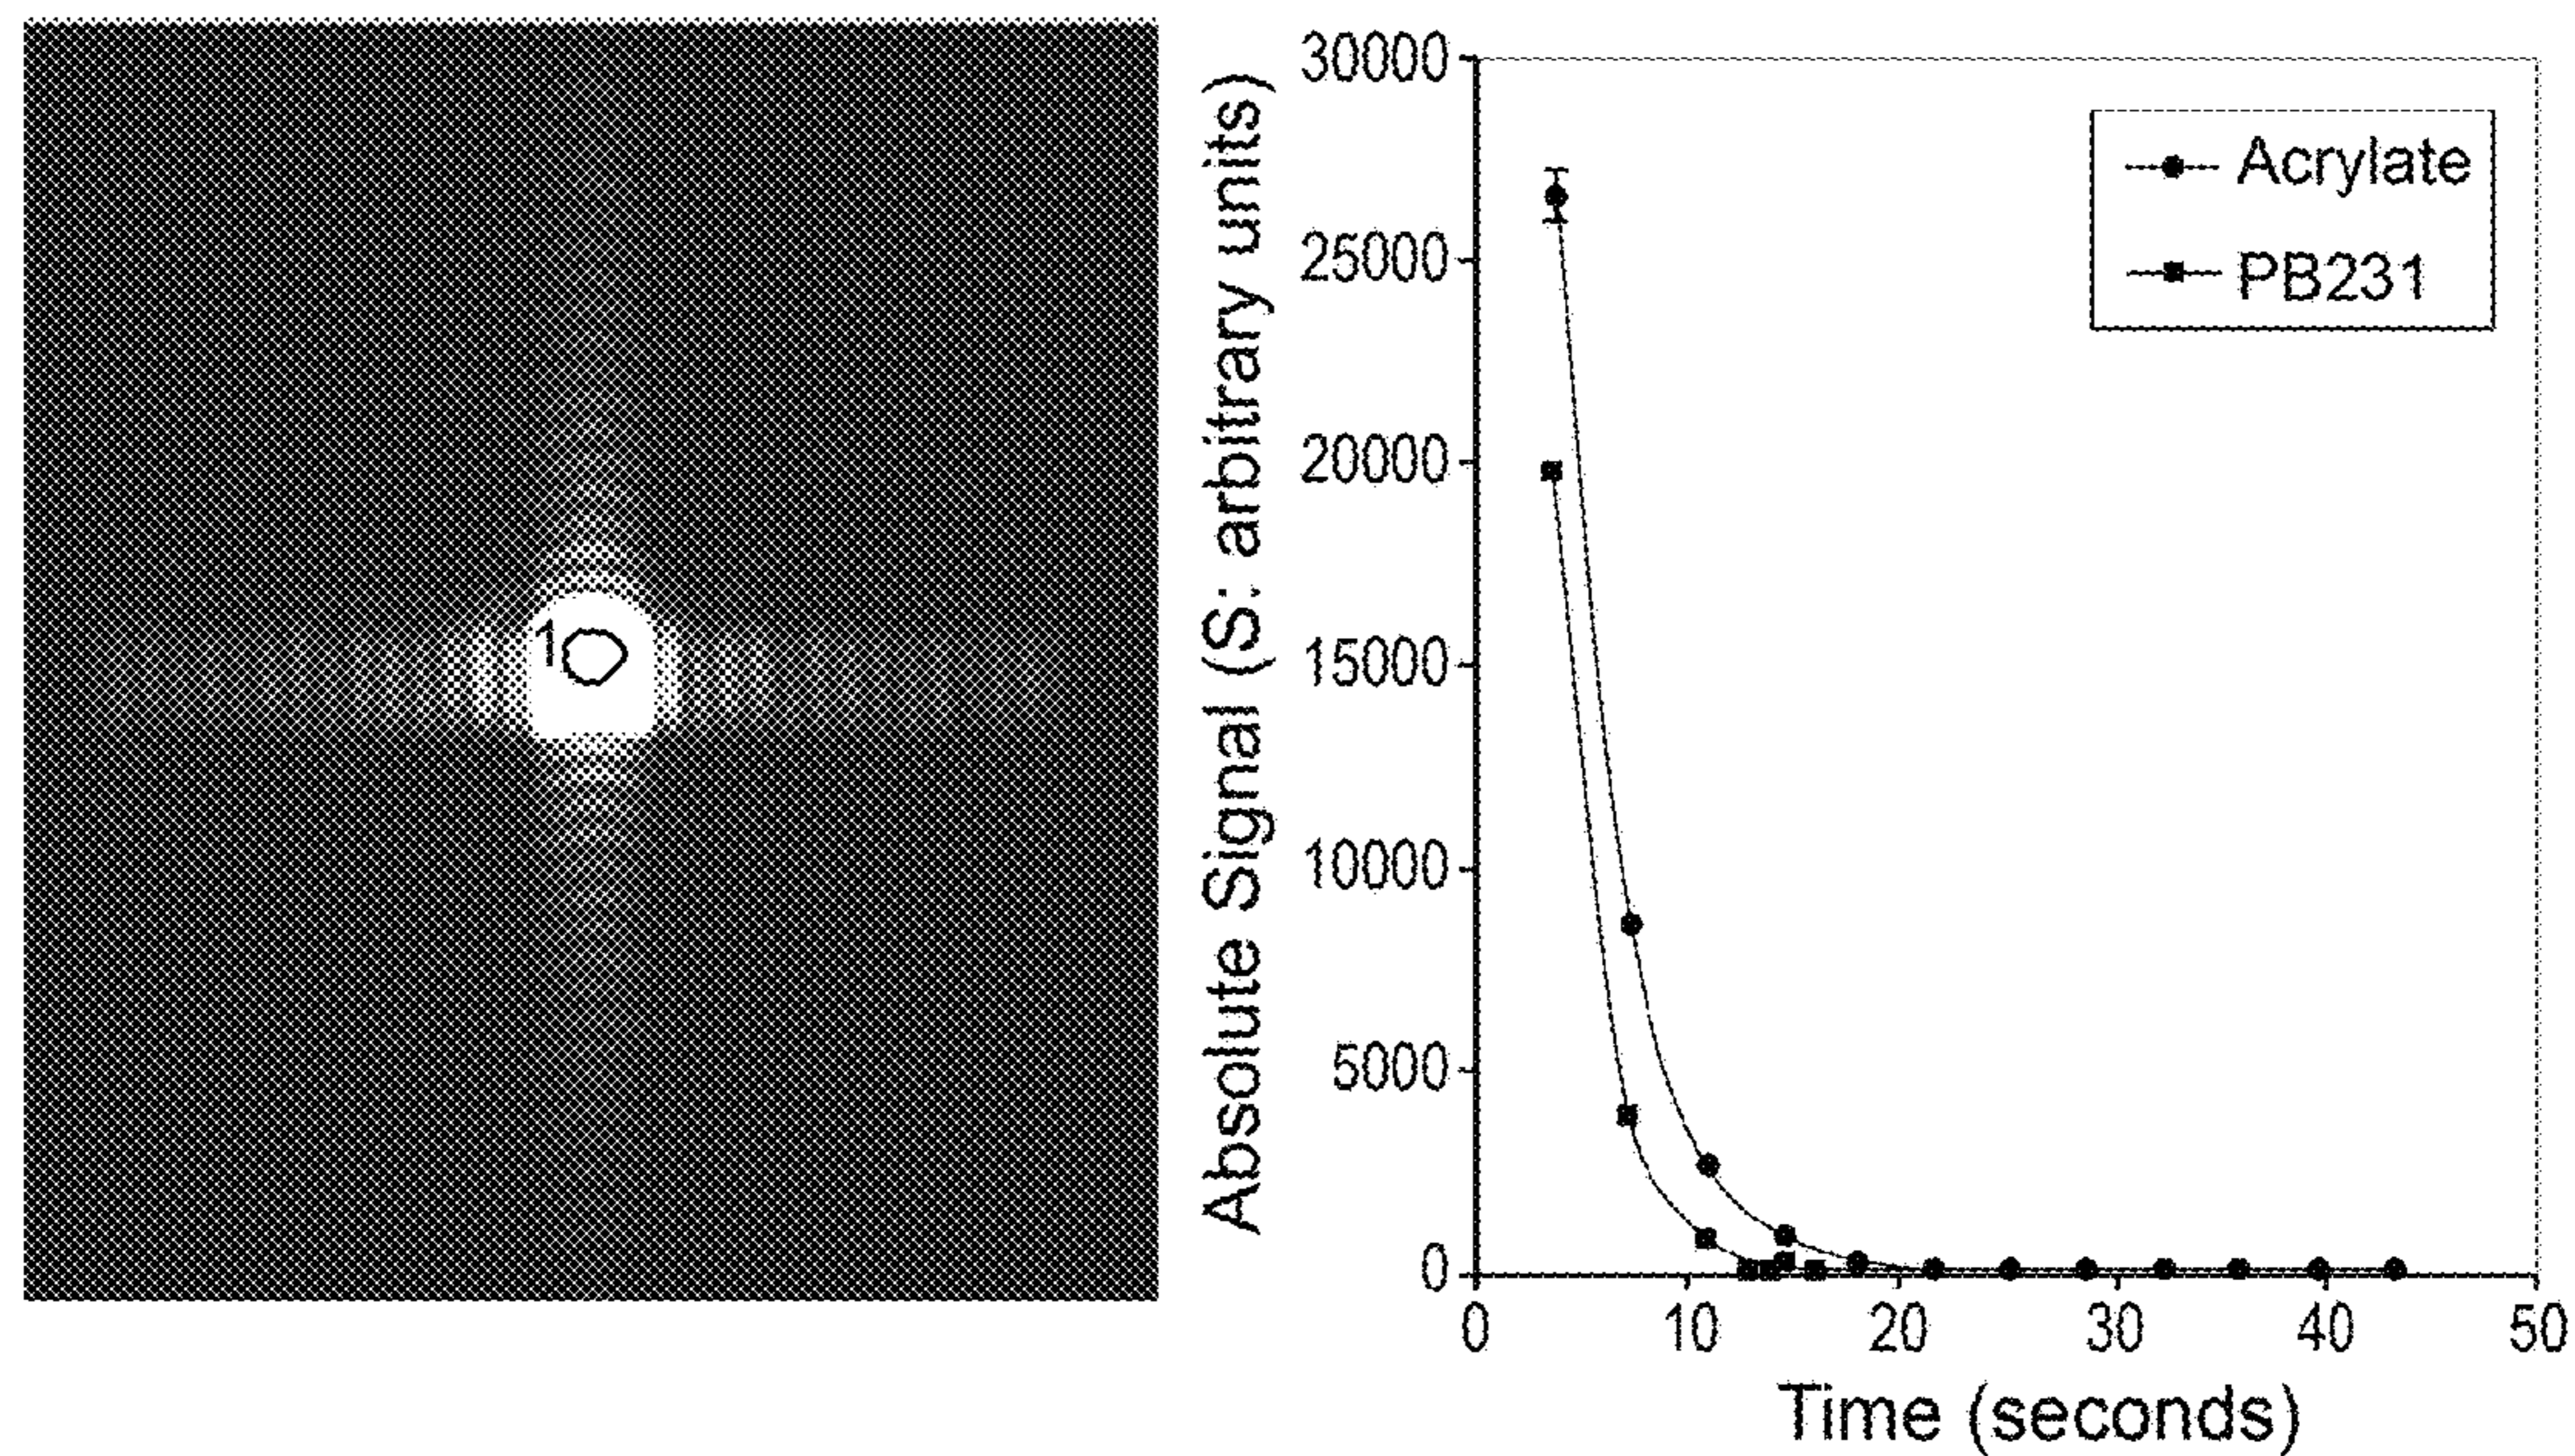 1
Absolute Signal (S: arbitrary units)
30000
25000
20000
15000
10000
5000
0
Acrylate
PB231
0 10 20 30 40 50
Time (seconds)